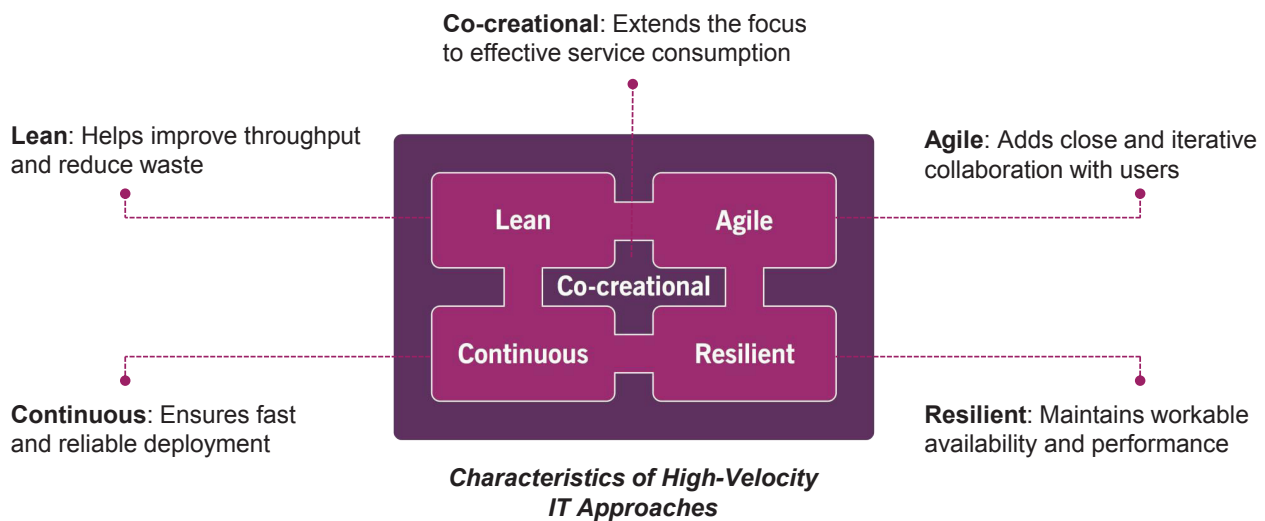 Co-creational: Extends the focus
to effective service consumption
Lean: Helps improve throughput
and reduce waste
Agile: Adds close and iterative
collaboration with users
Lean
Agile
Co-creational
Continuous
Resilient
Continuous: Ensures fast
and reliable deployment
Resilient: Maintains workable
availability and performance
Characteristics of High-Velocity
IT Approaches